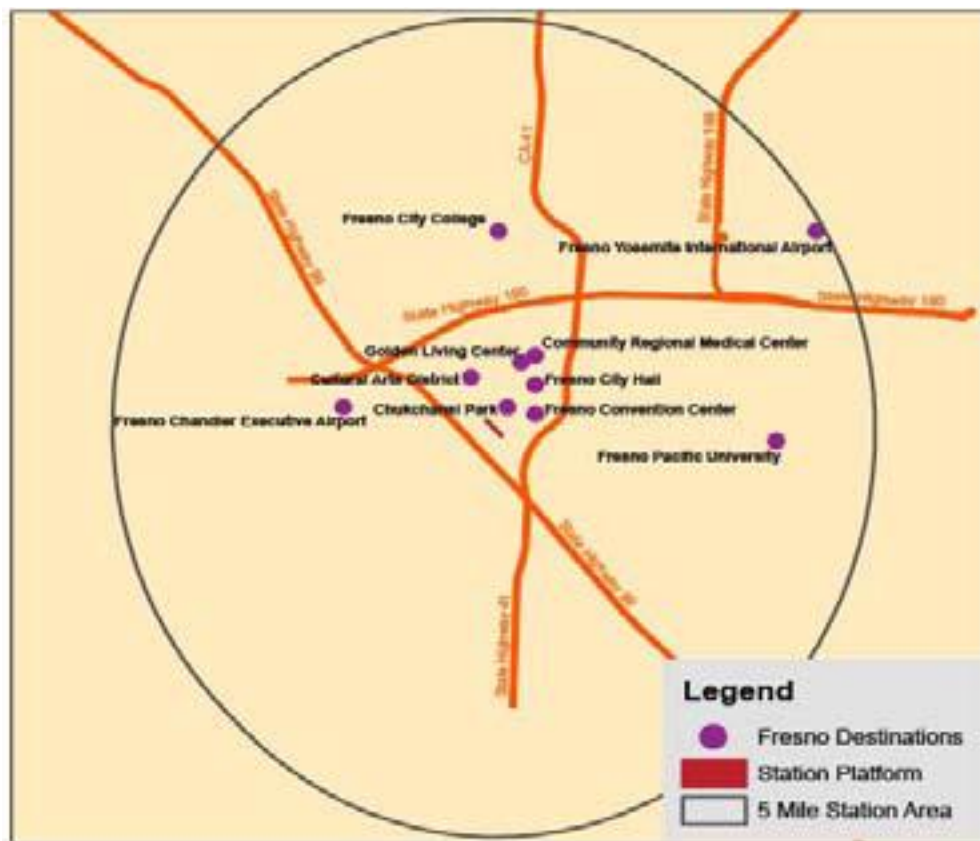 CA 41
State Highway 168
Fresno City College
State Highway 99
Fresno Yosemite International Airport
State Highway 180
State Highway 180
Community Regional Medical Center
Golden Living Center
Cultural Arts District
Fresno City Hall
Chukchansi Park
Fresno Convention Center
Fresno Chandler Executive Airport
Fresno Pacific University
State Highway 99
State Highway 41
Legend
Fresno Destinations
Station Platform
5 Mile Station Area